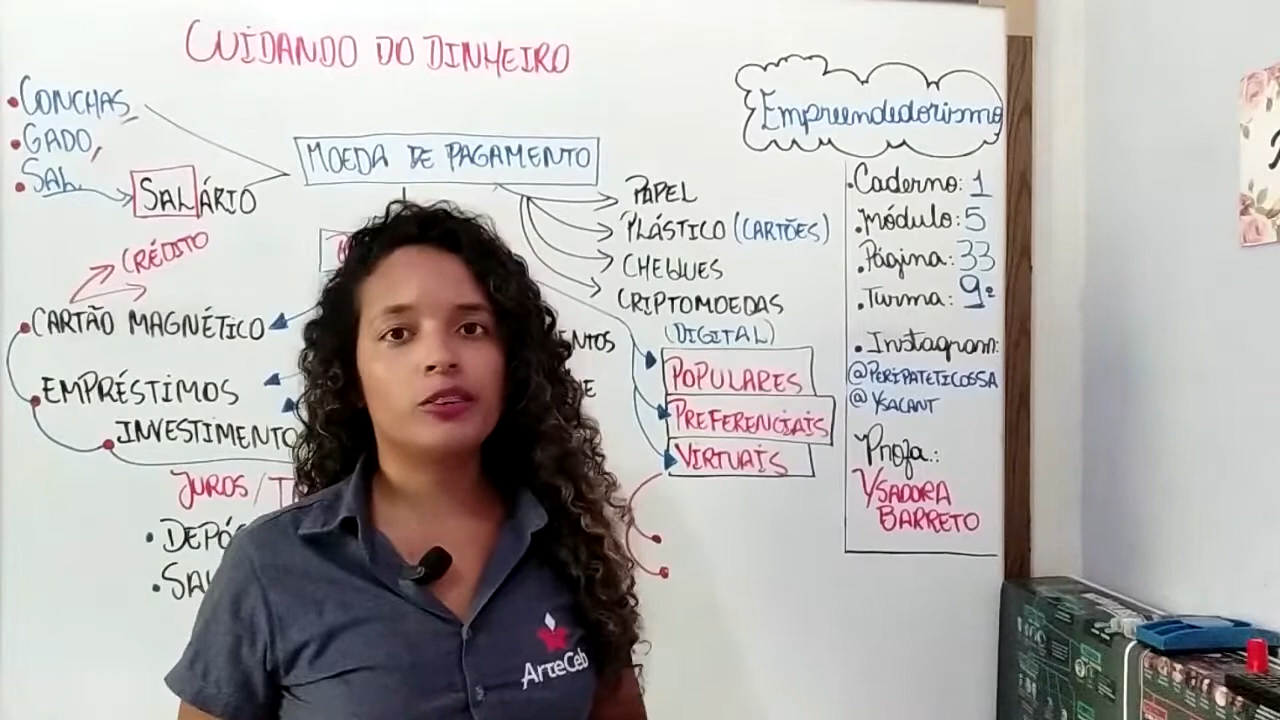 CUIDANDO DO DINHEIRO
• CONCHAS,
• GADO,
• SAL
SALÁRIO
MOEDA DE PAGAMENTO
CRÉDITO
• CARTÃO MAGNÉTICO
• EMPRÉSTIMOS
• INVESTIMENTO
JUROS/
PAPEL
PLÁSTICO (CARTÕES)
CHEQUES
CRIPTOMOEDAS
(DIGITAL)
POPULARES
PREFERENCIAIS
VIRTUAIS
Empreendedorismo
• Caderno: 1
• Módulo: 5
• Página: 33
• Turma: 9º
• Instagram:
@PERIPATETICOSSA
@YSACANT
Profa.:
YSADORA
BARRETO
ArteCeb